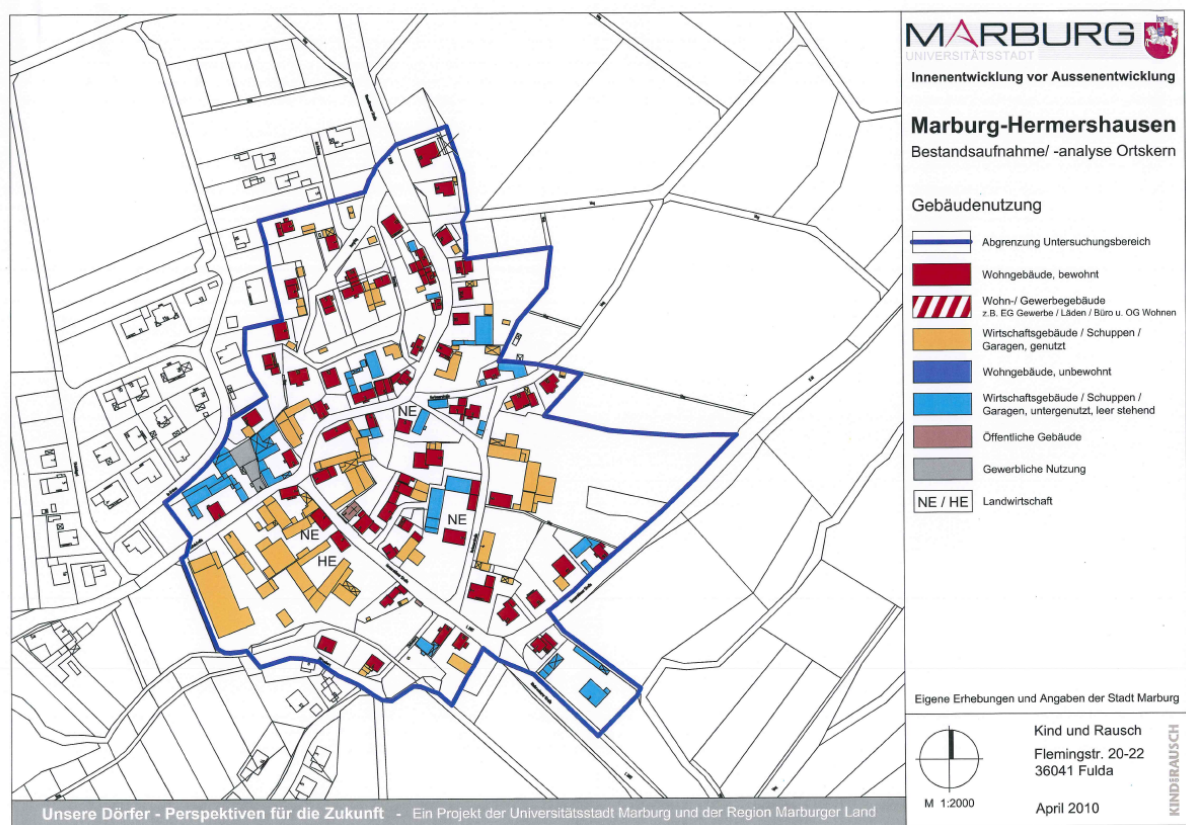 MARBURG
UNIVERSITÄTSSTADT
Innenentwicklung vor Aussenentwicklung
Marburg-Hermershausen
Bestandsaufnahme/ -analyse Ortskern
Gebäudenutzung
Abgrenzung Untersuchungsbereich
Wohngebäude, bewohnt
Wohn-/ Gewerbegebäude
z.B. EG Gewerbe / Läden / Büro u. OG Wohnen
Wirtschaftsgebäude / Schuppen /
Garagen, genutzt
Wohngebäude, unbewohnt
Wirtschaftsgebäude / Schuppen /
Garagen, untergenutzt, leer stehend
Öffentliche Gebäude
Gewerbliche Nutzung
NE / HE Landwirtschaft
NE
NE
NE
HE
Eigene Erhebungen und Angaben der Stadt Marburg
M 1:2000
Kind und Rausch
Flemingstr. 20-22
36041 Fulda
April 2010
KINDERAUSCH
Unsere Dörfer - Perspektiven für die Zukunft - Ein Projekt der Universitätsstadt Marburg und der Region Marburger Land